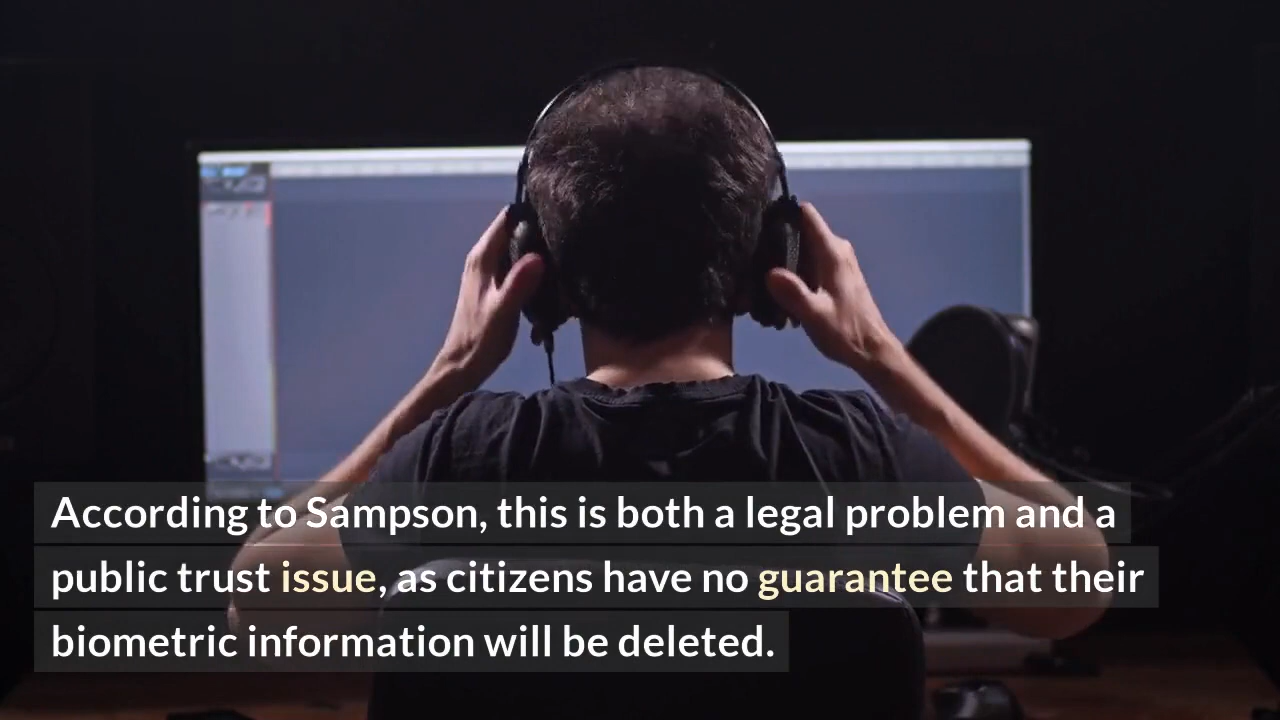 According to Sampson, this is both a legal problem and a
public trust issue, as citizens have no guarantee that their
biometric information will be deleted.